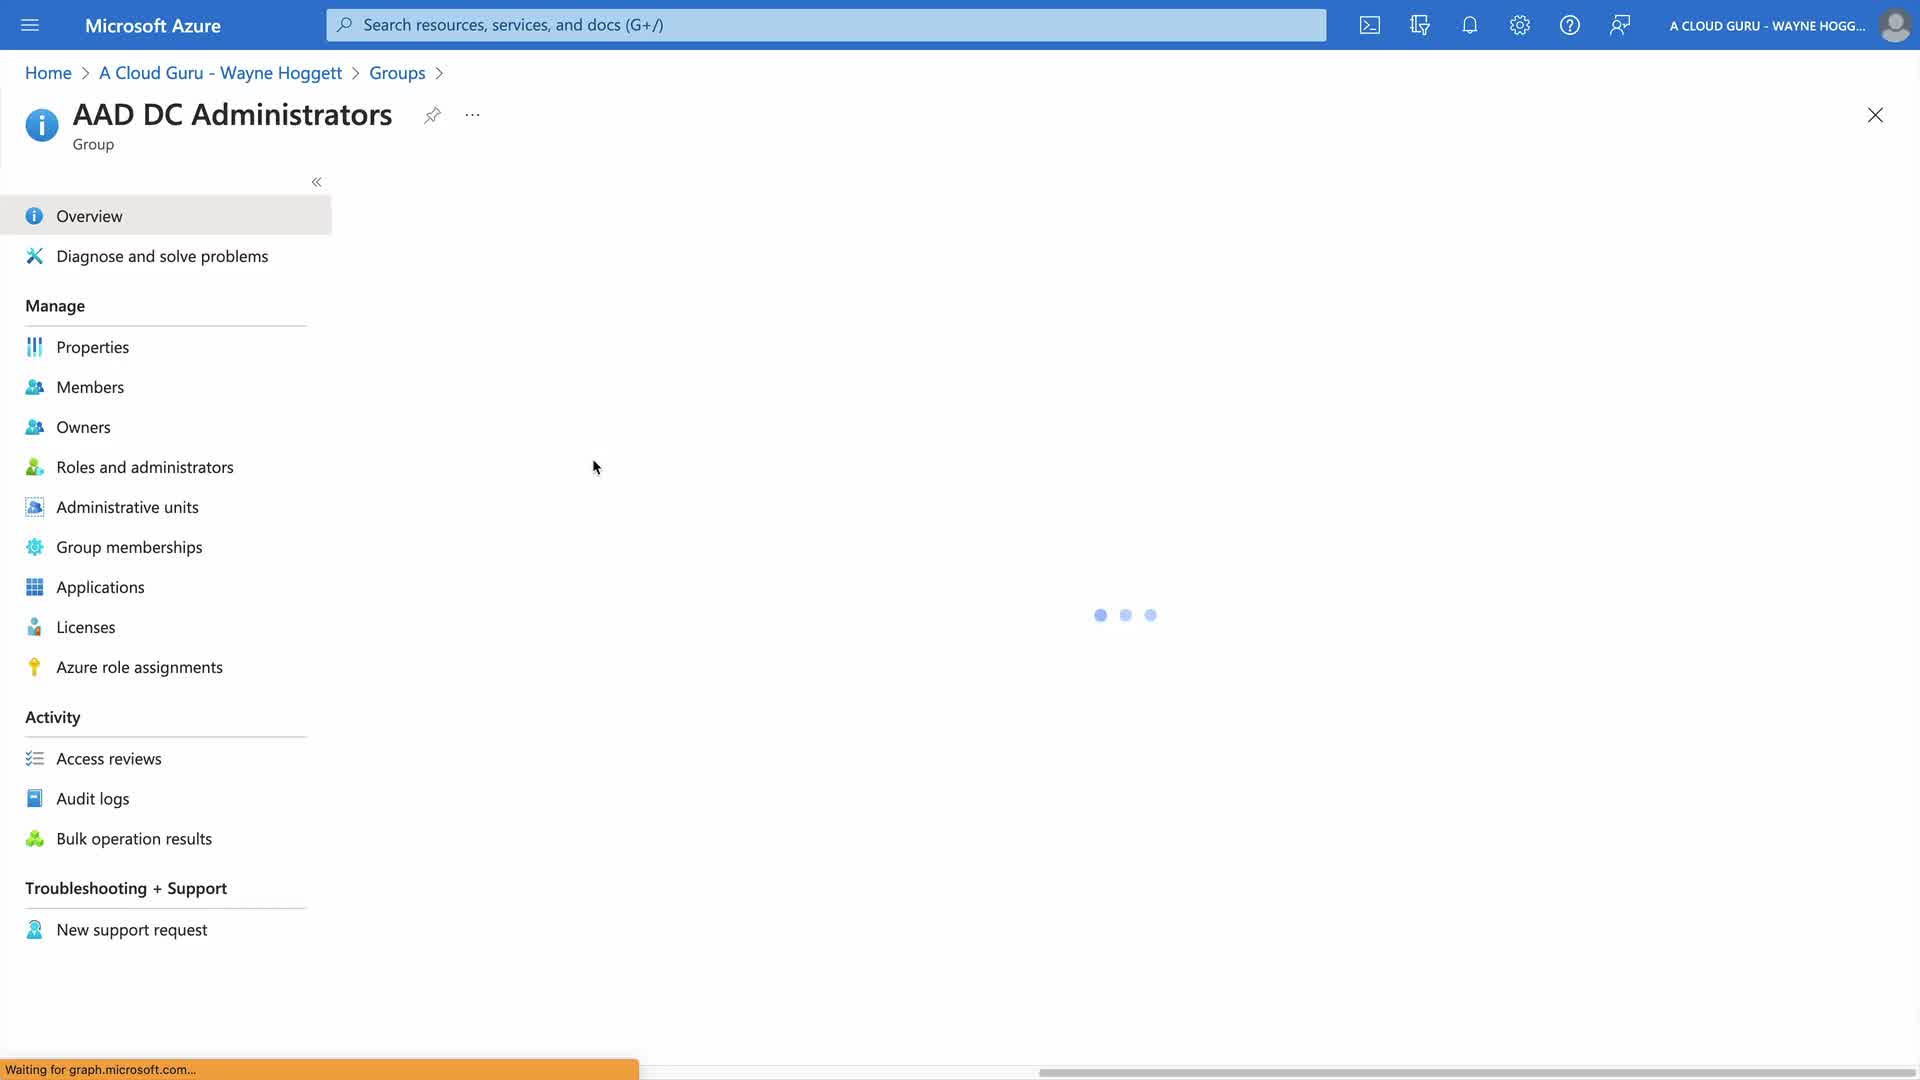 Microsoft Azure
Search resources, services, and docs (G+/)
A CLOUD GURU - WAYNE HOGG...
Home > A Cloud Guru - Wayne Hoggett > Groups >
AAD DC Administrators
Group
Overview
Diagnose and solve problems
Manage
Properties
Members
Owners
Roles and administrators
Administrative units
Group memberships
Applications
Licenses
Azure role assignments
Activity
Access reviews
Audit logs
Bulk operation results
Troubleshooting + Support
New support request
Waiting for graph.microsoft.com...